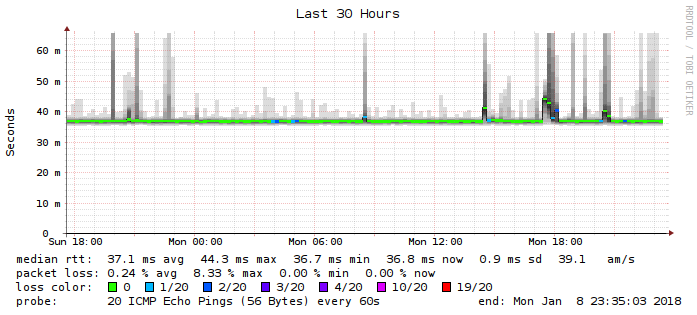 Last 30 Hours
RRDTOOL / TOBI OETIKER
Seconds
60 m
50 m
40 m
30 m
20 m
10 m
0
Sun 18:00 Mon 00:00 Mon 06:00 Mon 12:00 Mon 18:00
median rtt: 37.1 ms avg 44.3 ms max 36.7 ms min 36.8 ms now 0.9 ms sd 39.1 am/s
packet loss: 0.24 % avg 8.33 % max 0.00 % min 0.00 % now
loss color: 0 1/20 2/20 3/20 4/20 10/20 19/20
probe: 20 ICMP Echo Pings (56 Bytes) every 60s end: Mon Jan 8 23:35:03 2018